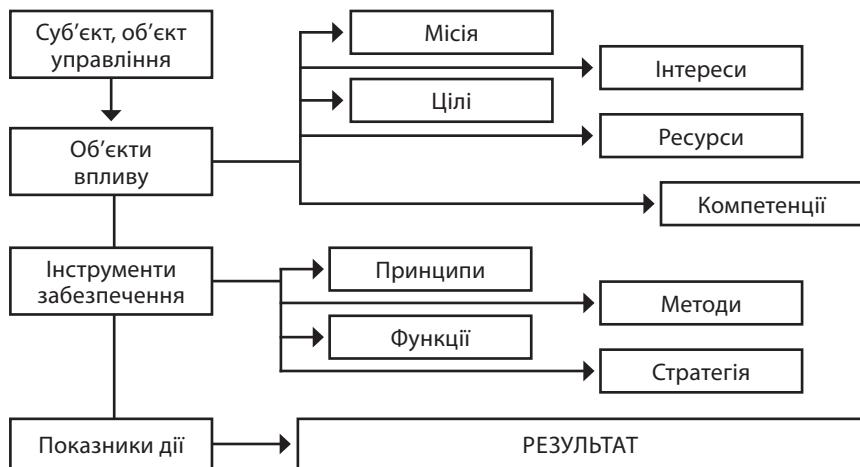 Суб’єкт, об’єкт
управління
Місія
Інтереси
Цілі
Ресурси
Об’єкти
впливу
Компетенції
Інструменти
забезпечення
Принципи
Методи
Функції
Стратегія
Показники дії
РЕЗУЛЬТАТ